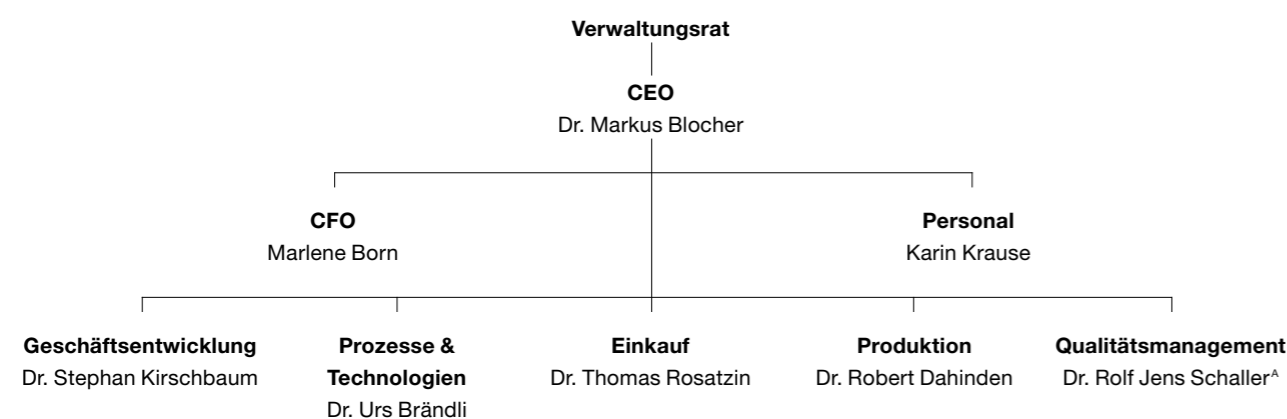 Verwaltungsrat
CEO
Dr. Markus Blocher
CFO
Marlene Born
Personal
Karin Krause
Geschäftsentwicklung
Dr. Stephan Kirschbaum
Prozesse &
Technologien
Dr. Urs Brändli
Einkauf
Dr. Thomas Rosatzin
Produktion
Dr. Robert Dahinden
Qualitätsmanagement
Dr. Rolf Jens Schallerᴬ